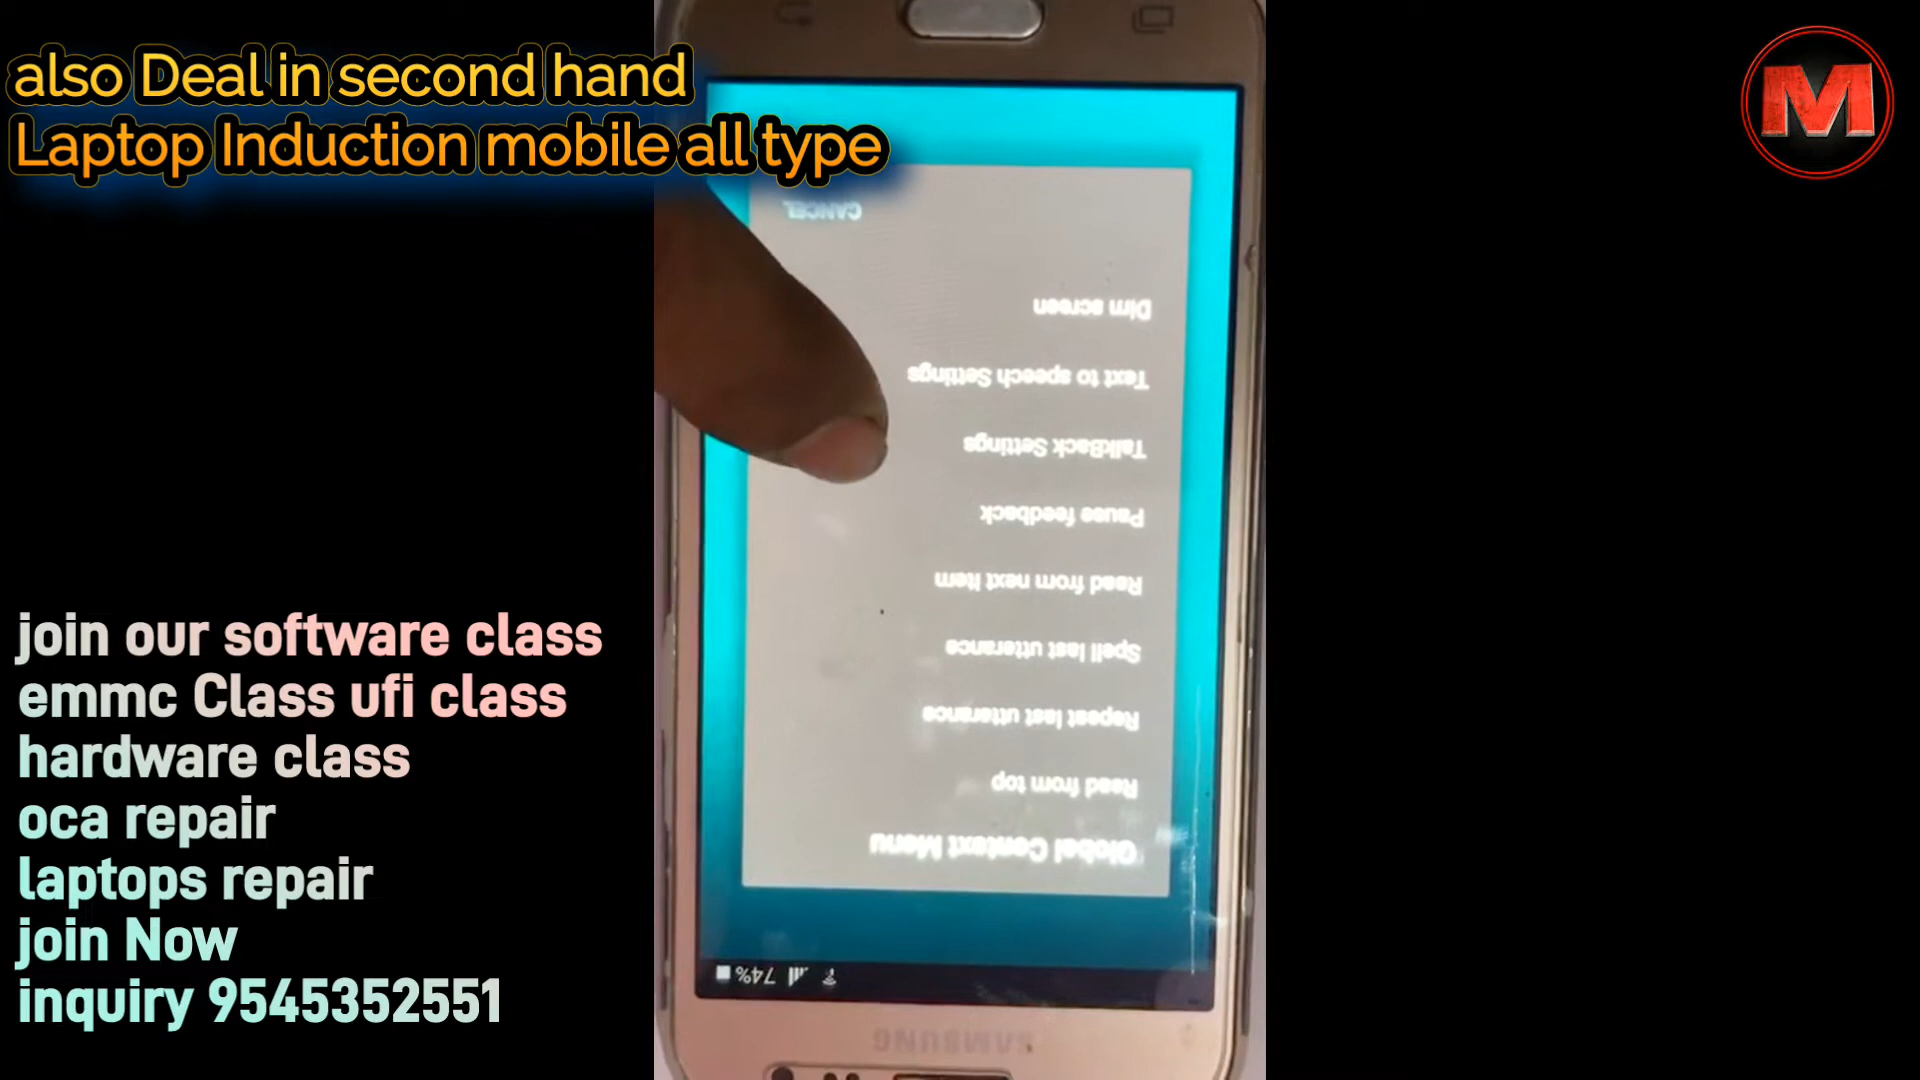 also Deal in second hand
Laptop Induction mobile all type
M
join our software class
emmc Class ufi class
hardware class
oca repair
laptops repair
join Now
inquiry 9545352551
SAMSUNG
74%
Global Context Menu
Read from top
Repeat last utterance
Spell last utterance
Read from next item
Pause feedback
TalkBack Settings
Text to speech Settings
Dim screen
CANCEL